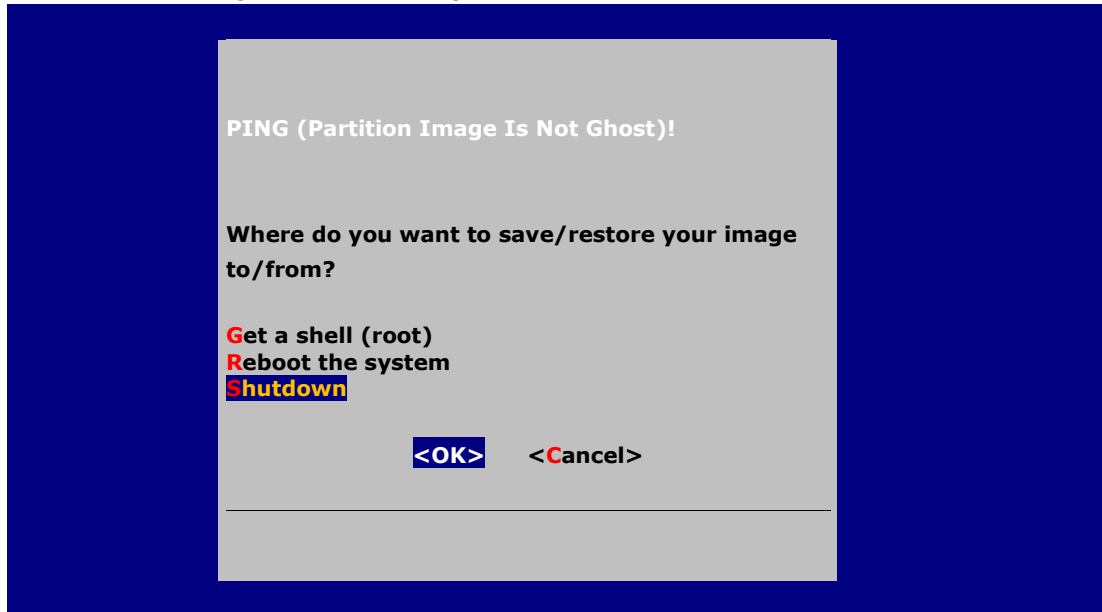 PING (Partition Image Is Not Ghost)!
Where do you want to save/restore your image
to/from?
Get a shell (root)
Reboot the system
Shutdown
<OK> <Cancel>